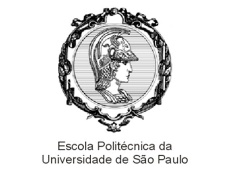 Escola Politécnica da
Universidade de São Paulo